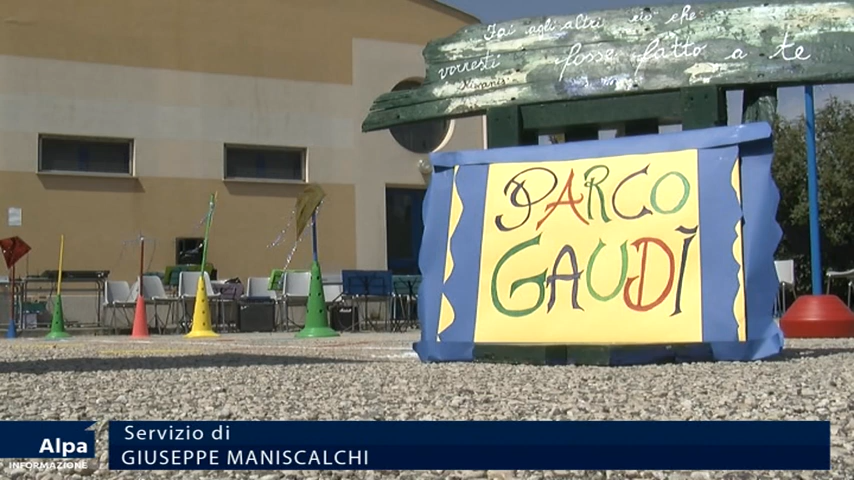 Fai agli altri ciò che
vorresti fosse fatto a te
PARCO
GAUDÌ
Servizio di
GIUSEPPE MANISCALCHI
Alpa
INFORMAZIONE